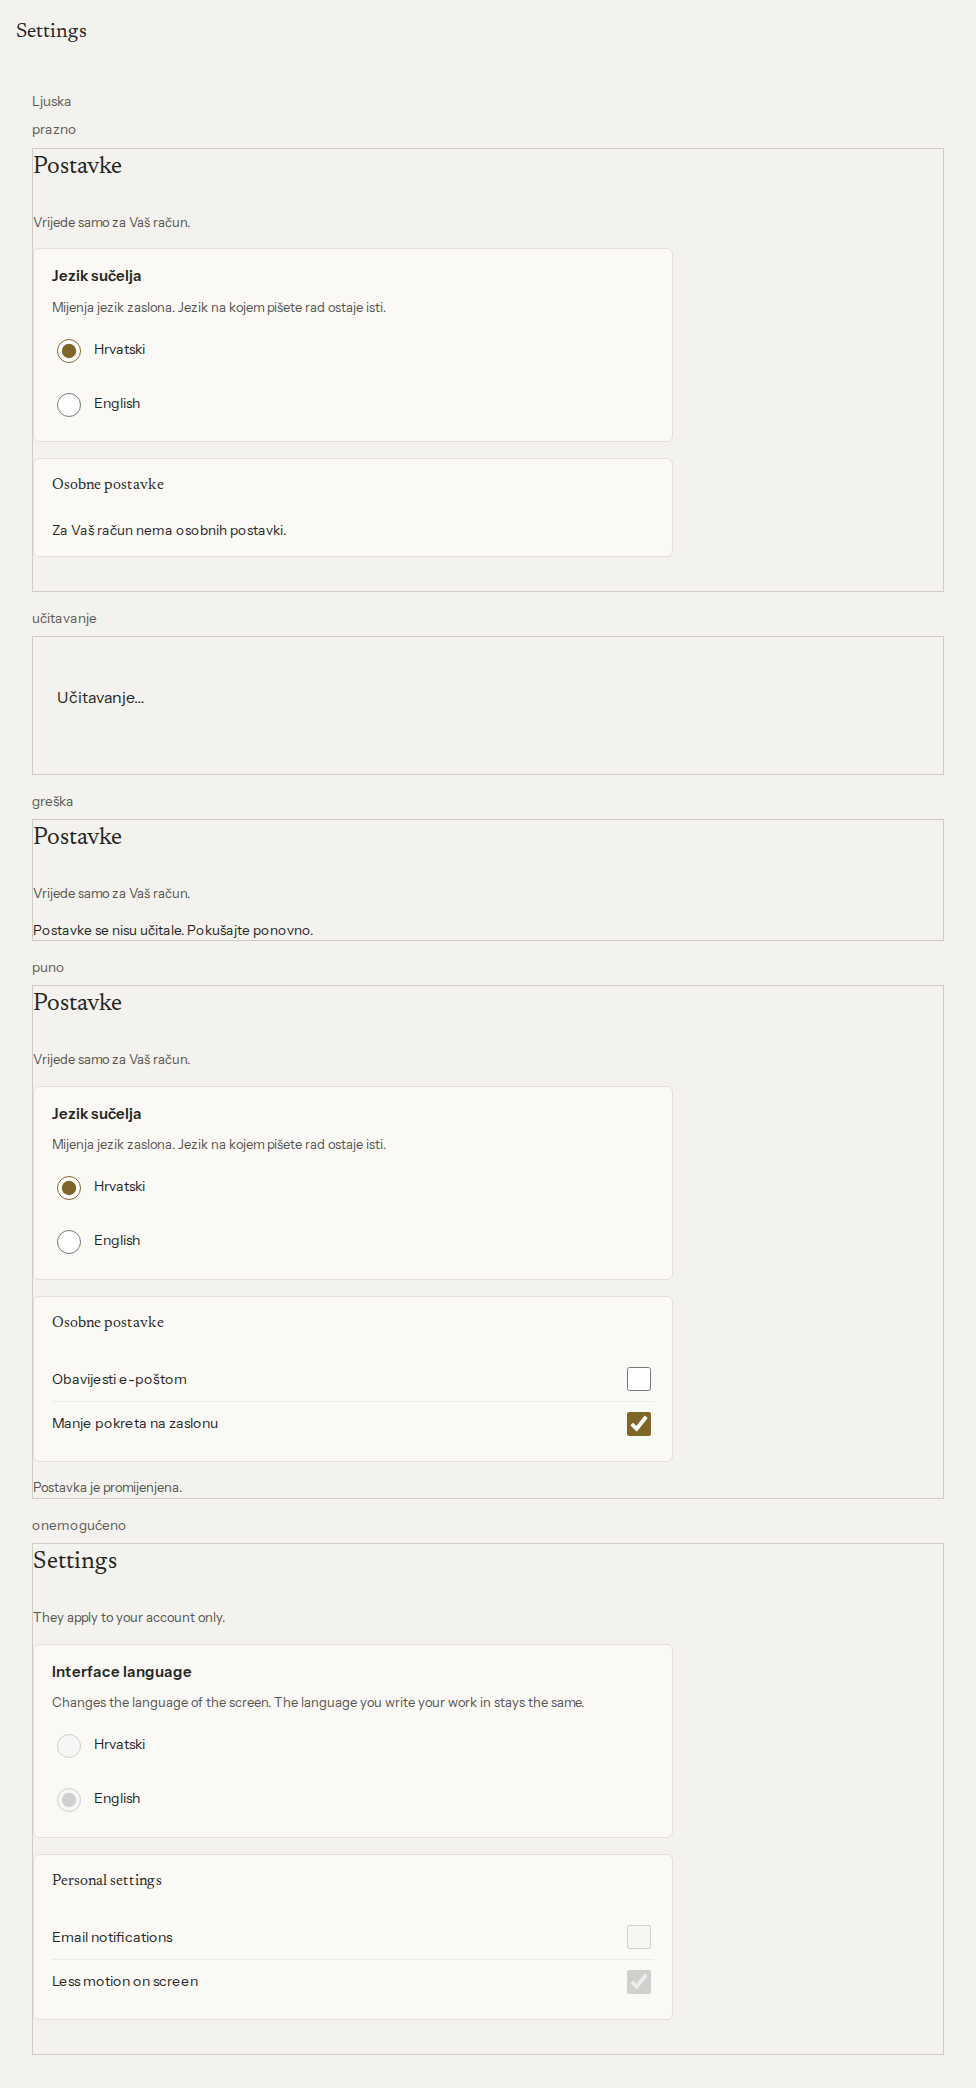 Settings
Ljuska
prazno
Postavke
Vrijede samo za Vaš račun.
Jezik sučelja
Mijenja jezik zaslona. Jezik na kojem pišete rad ostaje isti.
Hrvatski
English
Osobne postavke
Za Vaš račun nema osobnih postavki.
učitavanje
Učitavanje…
greška
Postavke
Vrijede samo za Vaš račun.
Postavke se nisu učitale. Pokušajte ponovno.
puno
Postavke
Vrijede samo za Vaš račun.
Jezik sučelja
Mijenja jezik zaslona. Jezik na kojem pišete rad ostaje isti.
Hrvatski
English
Osobne postavke
Obavijesti e-poštom
Manje pokreta na zaslonu
Postavka je promijenjena.
onemogućeno
Settings
They apply to your account only.
Interface language
Changes the language of the screen. The language you write your work in stays the same.
Hrvatski
English
Personal settings
Email notifications
Less motion on screen